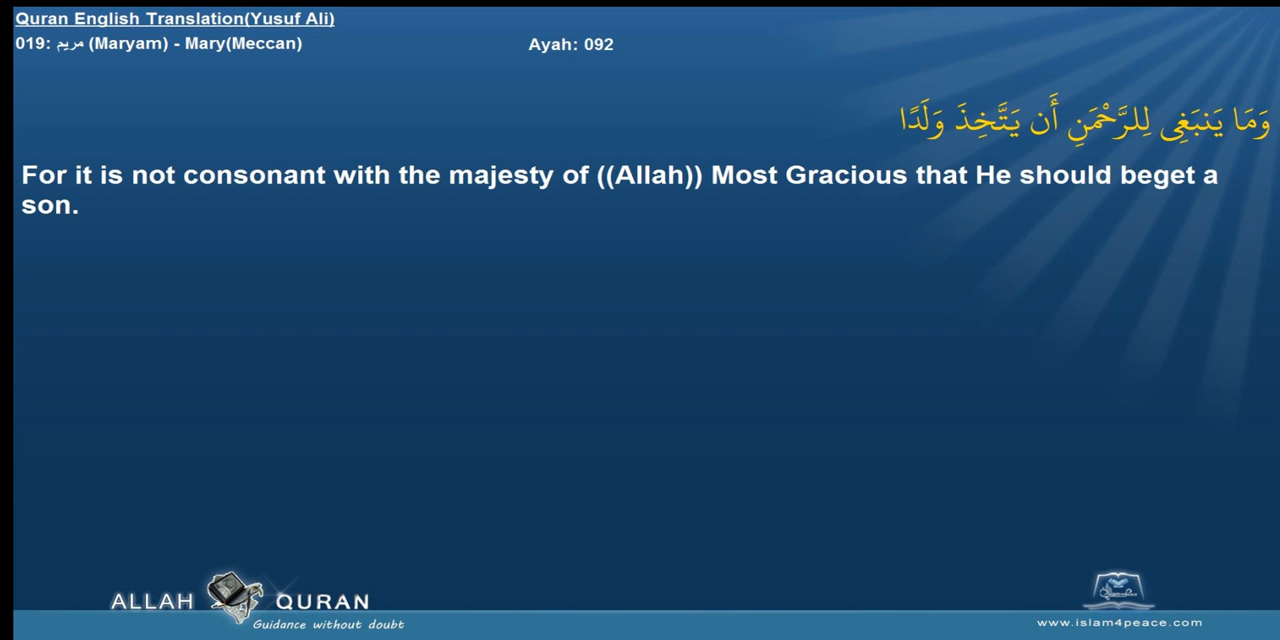 Quran English Translation(Yusuf Ali)
019: مريم (Maryam) - Mary(Meccan) Ayah: 092
وَمَا يَنبَغِى لِلرَّحْمَنِ أَن يَتَّخِذَ وَلَدًا
For it is not consonant with the majesty of ((Allah)) Most Gracious that He should beget a
son.
ALLAH QURAN
Guidance without doubt
www.islam4peace.com